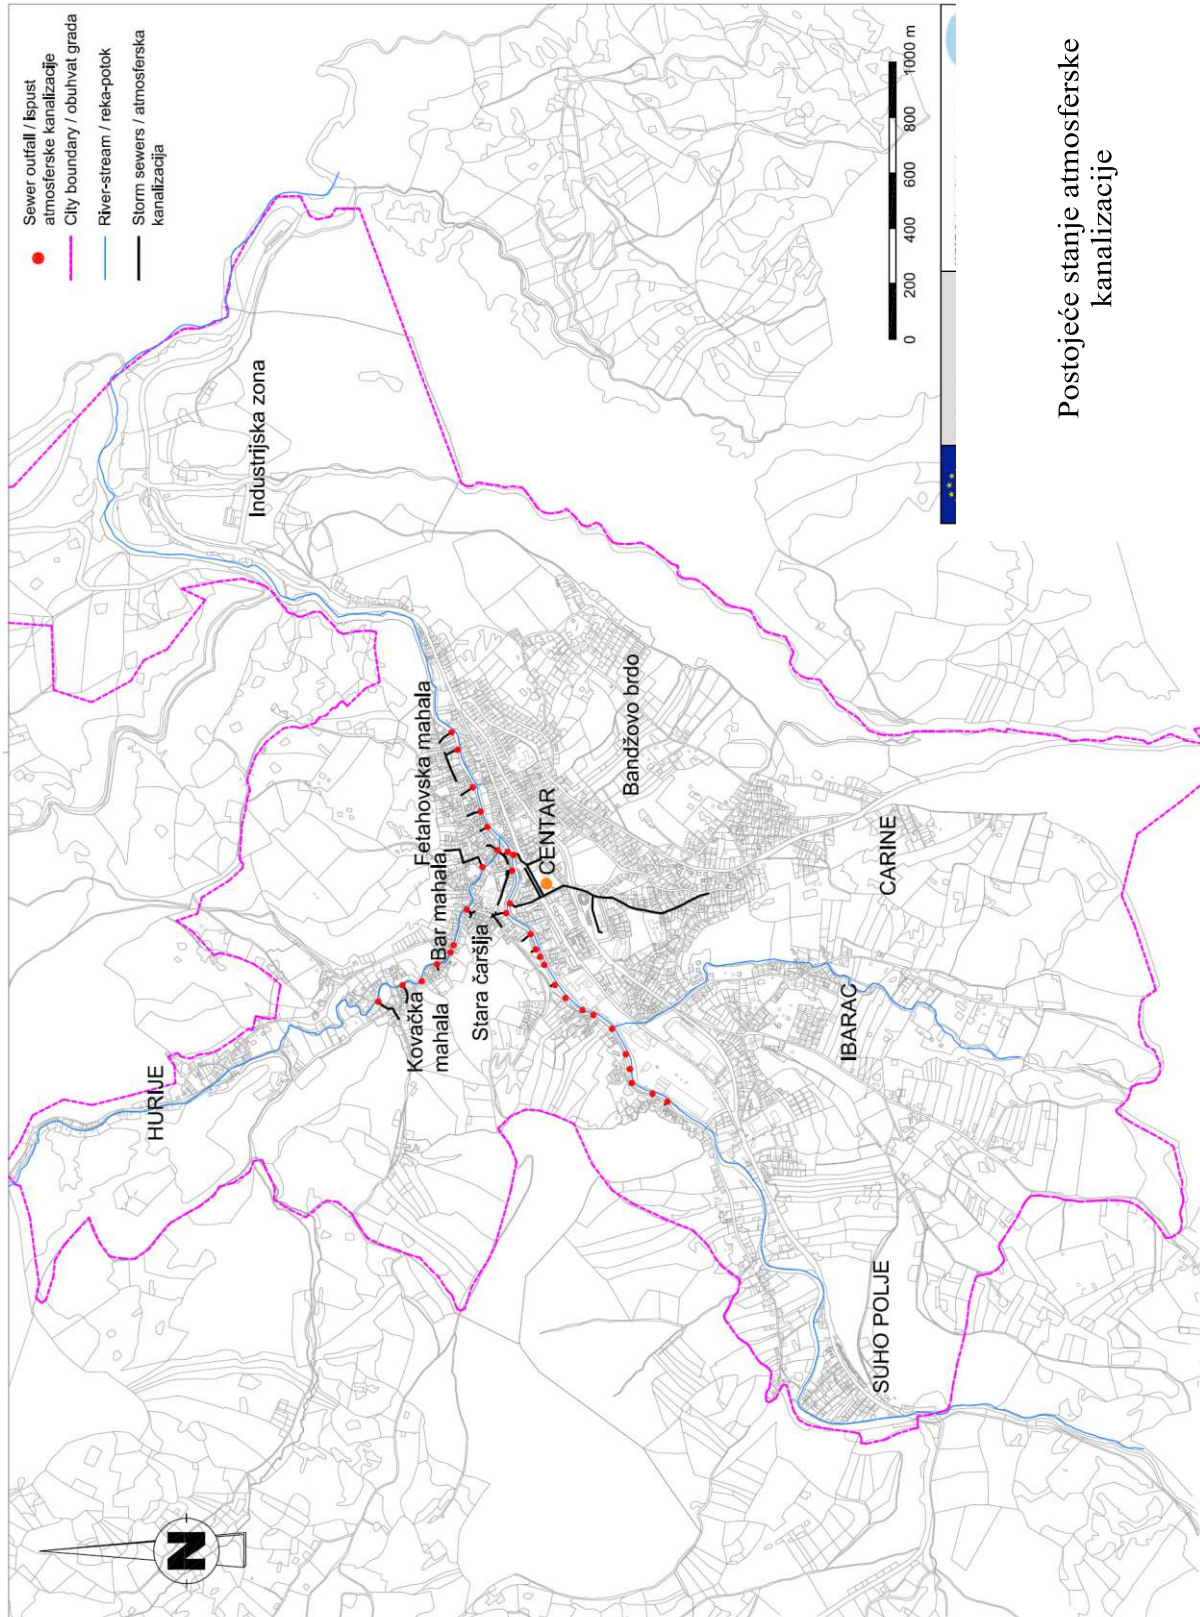 Sewer outfall / Ispust
atmosferske kanalizacije
City boundary / obuhvat grada
River-stream / reka-potok
Storm sewers / atmosferska
kanalizacija
0 200 400 600 800 1000 m
Industrijska zona
Fetahovska mahala
Bar mahala
Stara čaršija
Kovačka
mahala
HURIJE
CENTAR
Bandžovo brdo
CARINE
IBARAC
SUHO POLJE
N
Postojeće stanje atmosferske
kanalizacije